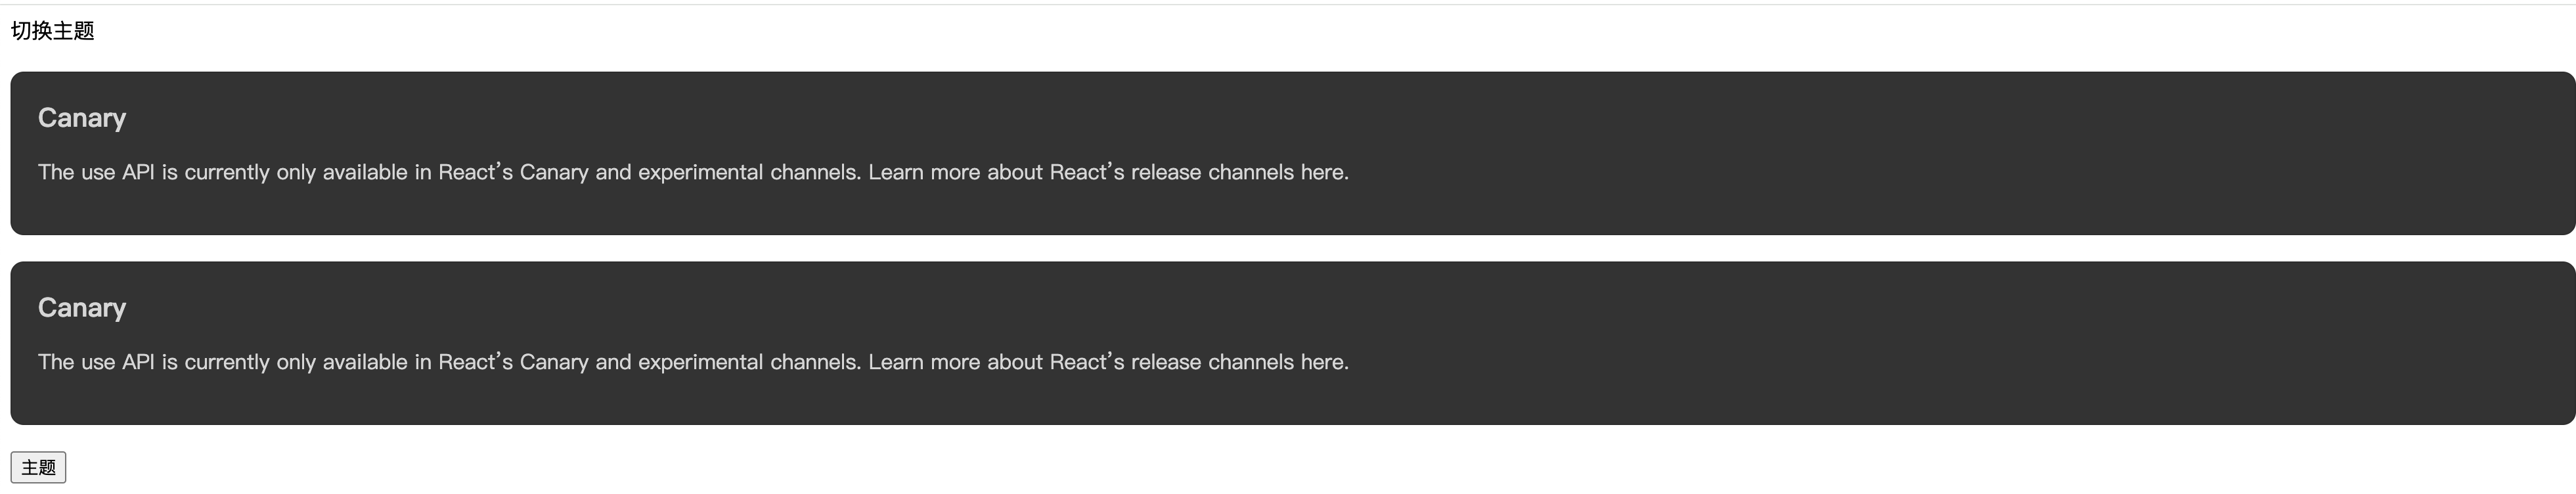 切换主题
Canary
The use API is currently only available in React’s Canary and experimental channels. Learn more about React’s release channels here.
Canary
The use API is currently only available in React’s Canary and experimental channels. Learn more about React’s release channels here.
主题